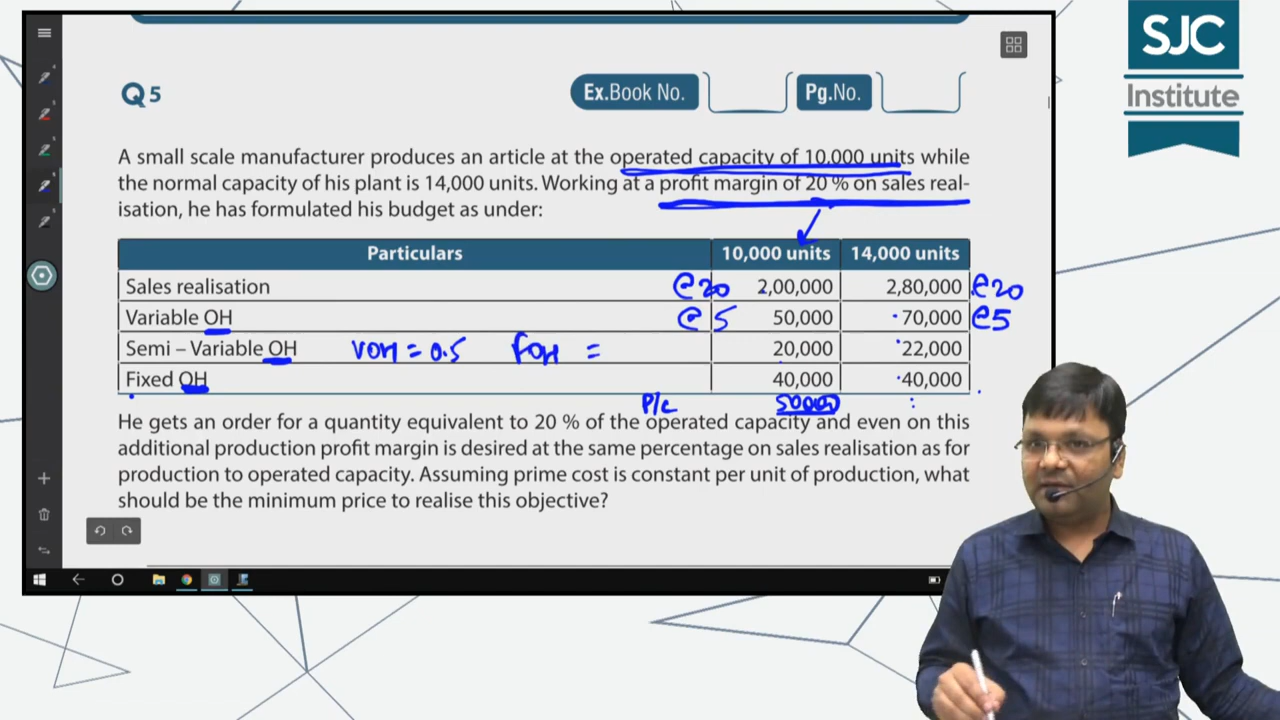 SJC
Institute
Q 5
Ex.Book No.
Pg.No.
A small scale manufacturer produces an article at the operated capacity of 10,000 units while
the normal capacity of his plant is 14,000 units. Working at a profit margin of 20 % on sales real-
isation, he has formulated his budget as under:
Particulars 10,000 units 14,000 units
Sales realisation @20 2,00,000 2,80,000 @20
Variable OH @5 50,000 70,000 @5
Semi – Variable OH VOH = 0.5 FOH = 20,000 22,000
Fixed OH 40,000 40,000
P/C 50000
He gets an order for a quantity equivalent to 20 % of the operated capacity and even on this
additional production profit margin is desired at the same percentage on sales realisation as for
production to operated capacity. Assuming prime cost is constant per unit of production, what
should be the minimum price to realise this objective?